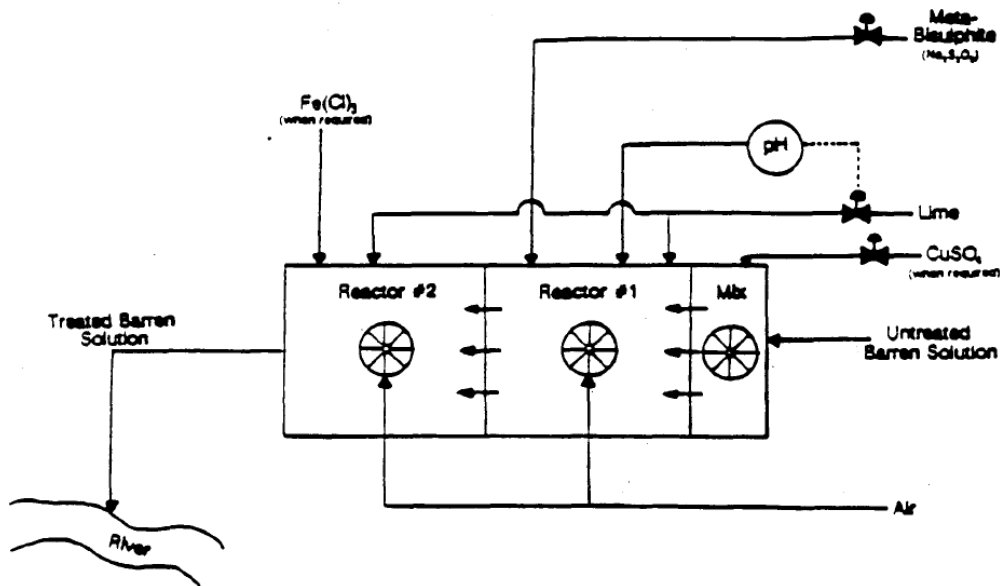 Meta-
Bisulphite
(Na₂S₂O₅)
Fe(Cl)₃
(when required)
pH
Lime
CuSO₄
(when required)
Reactor #2
Reactor #1
Mix
Treated Barren
Solution
Untreated
Barren Solution
Air
River